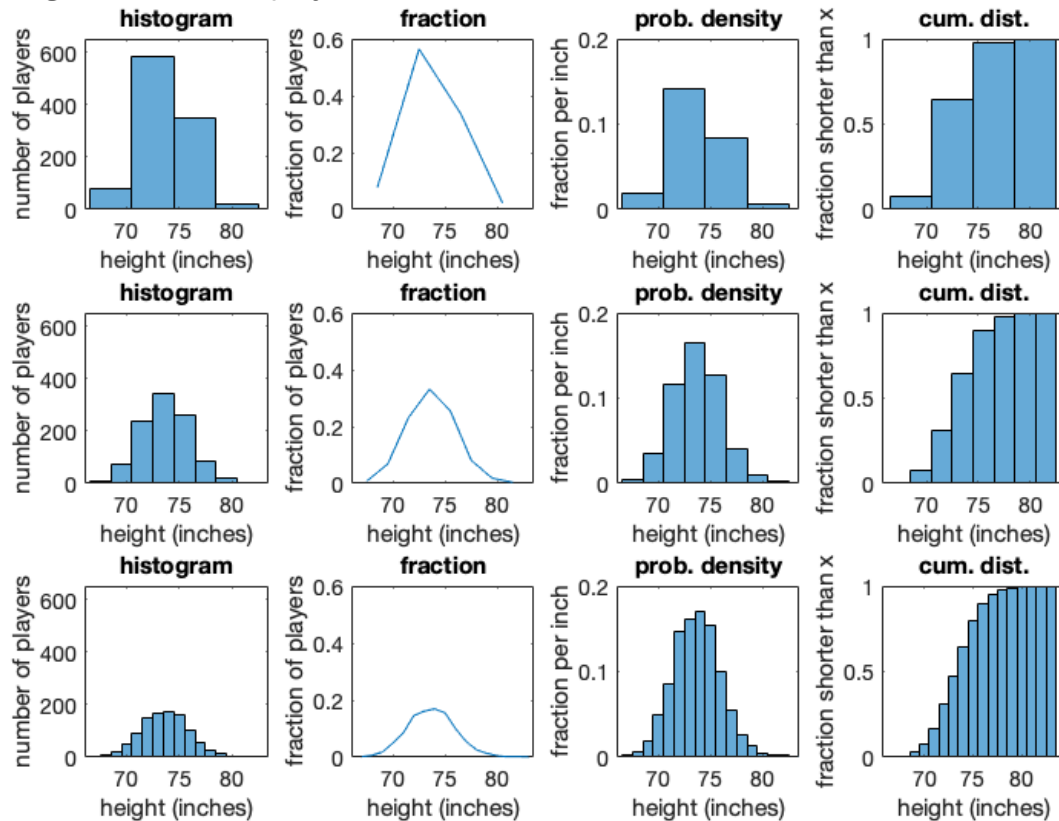 histogram fraction prob. density cum. dist.
number of players
600
400
200
0
70 75 80
height (inches)
fraction of players
0.6
0.4
0.2
0
70 75 80
height (inches)
fraction per inch
0.2
0.1
0
70 75 80
height (inches)
fraction shorter than x
1
0.5
0
70 75 80
height (inches)
histogram fraction prob. density cum. dist.
number of players
600
400
200
0
70 75 80
height (inches)
fraction of players
0.6
0.4
0.2
0
70 75 80
height (inches)
fraction per inch
0.2
0.1
0
70 75 80
height (inches)
fraction shorter than x
1
0.5
0
70 75 80
height (inches)
histogram fraction prob. density cum. dist.
number of players
600
400
200
0
70 75 80
height (inches)
fraction of players
0.6
0.4
0.2
0
70 75 80
height (inches)
fraction per inch
0.2
0.1
0
70 75 80
height (inches)
fraction shorter than x
1
0.5
0
70 75 80
height (inches)